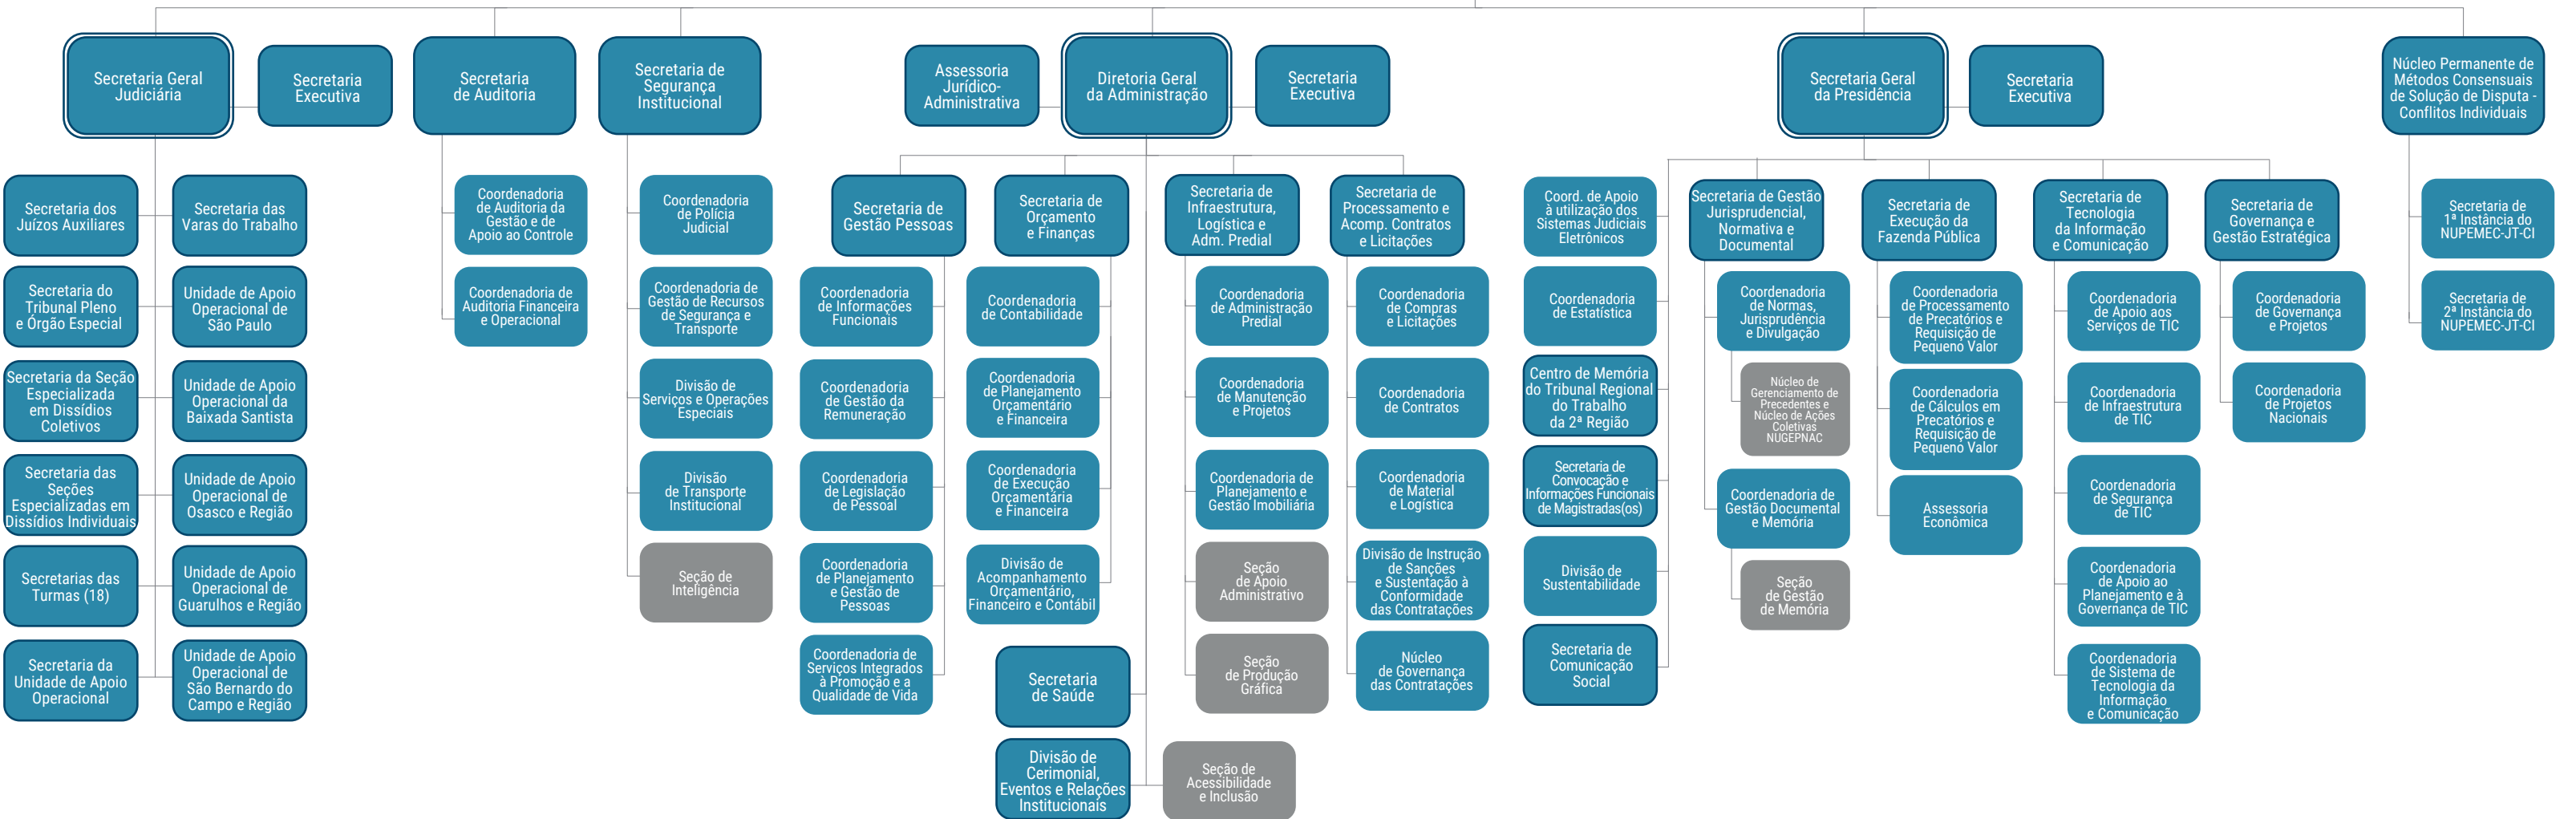 Secretaria Geral
Judiciária
Secretaria
Executiva
Secretaria
de Auditoria
Secretaria de
Segurança
Institucional
Assessoria
Jurídico-
Administrativa
Diretoria Geral
da Administração
Secretaria
Executiva
Secretaria Geral
da Presidência
Secretaria
Executiva
Núcleo Permanente de
Métodos Consensuais
de Solução de Disputa -
Conflitos Individuais
Secretaria dos
Juízos Auxiliares
Secretaria das
Varas do Trabalho
Secretaria do
Tribunal Pleno
e Órgão Especial
Unidade de Apoio
Operacional de
São Paulo
Secretaria da Seção
Especializada
em Dissídios
Coletivos
Unidade de Apoio
Operacional da
Baixada Santista
Secretaria das
Seções
Especializadas em
Dissídios Individuais
Unidade de Apoio
Operacional de
Osasco e Região
Secretarias das
Turmas (18)
Unidade de Apoio
Operacional de
Guarulhos e Região
Secretaria da
Unidade de Apoio
Operacional
Unidade de Apoio
Operacional de
São Bernardo do
Campo e Região
Coordenadoria
de Auditoria da
Gestão e de
Apoio ao Controle
Coordenadoria de
Auditoria Financeira
e Operacional
Coordenadoria
de Polícia
Judicial
Coordenadoria de
Gestão de Recursos
de Segurança e
Transporte
Divisão de
Serviços e Operações
Especiais
Divisão
de Transporte
Institucional
Seção de
Inteligência
Secretaria de
Gestão Pessoas
Coordenadoria
de Informações
Funcionais
Coordenadoria
de Gestão da
Remuneração
Coordenadoria
de Legislação
de Pessoal
Coordenadoria
de Planejamento
e Gestão de
Pessoas
Coordenadoria de
Serviços Integrados
à Promoção e a
Qualidade de Vida
Secretaria de
Orçamento
e Finanças
Coordenadoria
de Contabilidade
Coordenadoria
de Planejamento
Orçamentário
e Financeira
Coordenadoria
de Execução
Orçamentária
e Financeira
Divisão de
Acompanhamento
Orçamentário,
Financeiro e Contábil
Secretaria
de Saúde
Divisão de
Cerimonial,
Eventos e Relações
Institucionais
Secretaria de
Infraestrutura,
Logística e
Adm. Predial
Coordenadoria
de Administração
Predial
Coordenadoria
de Manutenção
e Projetos
Coordenadoria de
Planejamento e
Gestão Imobiliária
Seção
de Apoio
Administrativo
Seção
de Produção
Gráfica
Seção de
Acessibilidade
e Inclusão
Secretaria de
Processamento e
Acomp. Contratos
e Licitações
Coordenadoria
de Compras
e Licitações
Coordenadoria
de Contratos
Coordenadoria
de Material
e Logística
Divisão de Instrução
de Sanções
e Sustentação à
Conformidade
das Contratações
Núcleo
de Governança
das Contratações
Coord. de Apoio
à utilização dos
Sistemas Judiciais
Eletrônicos
Coordenadoria
de Estatística
Centro de Memória
do Tribunal Regional
do Trabalho
da 2ª Região
Secretaria de
Convocação e
Informações Funcionais
de Magistradas(os)
Divisão de
Sustentabilidade
Secretaria de
Comunicação
Social
Secretaria de Gestão
Jurisprudencial,
Normativa e
Documental
Coordenadoria
de Normas,
Jurisprudência
e Divulgação
Núcleo de
Gerenciamento de
Precedentes e
Núcleo de Ações
Coletivas
NUGEPNAC
Coordenadoria de
Gestão Documental
e Memória
Seção
de Gestão
de Memória
Secretaria de
Execução da
Fazenda Pública
Coordenadoria
de Processamento
de Precatórios e
Requisição de
Pequeno Valor
Coordenadoria
de Cálculos em
Precatórios e
Requisição de
Pequeno Valor
Assessoria
Econômica
Secretaria de
Tecnologia
da Informação
e Comunicação
Coordenadoria
de Apoio aos
Serviços de TIC
Coordenadoria
de Infraestrutura
de TIC
Coordenadoria
de Segurança
de TIC
Coordenadoria
de Apoio ao
Planejamento e à
Governança de TIC
Coordenadoria
de Sistema de
Tecnologia da
Informação
e Comunicação
Secretaria de
Governança e
Gestão Estratégica
Coordenadoria
de Governança
e Projetos
Coordenadoria
de Projetos
Nacionais
Secretaria de
1ª Instância do
NUPEMEC-JT-CI
Secretaria de
2ª Instância do
NUPEMEC-JT-CI